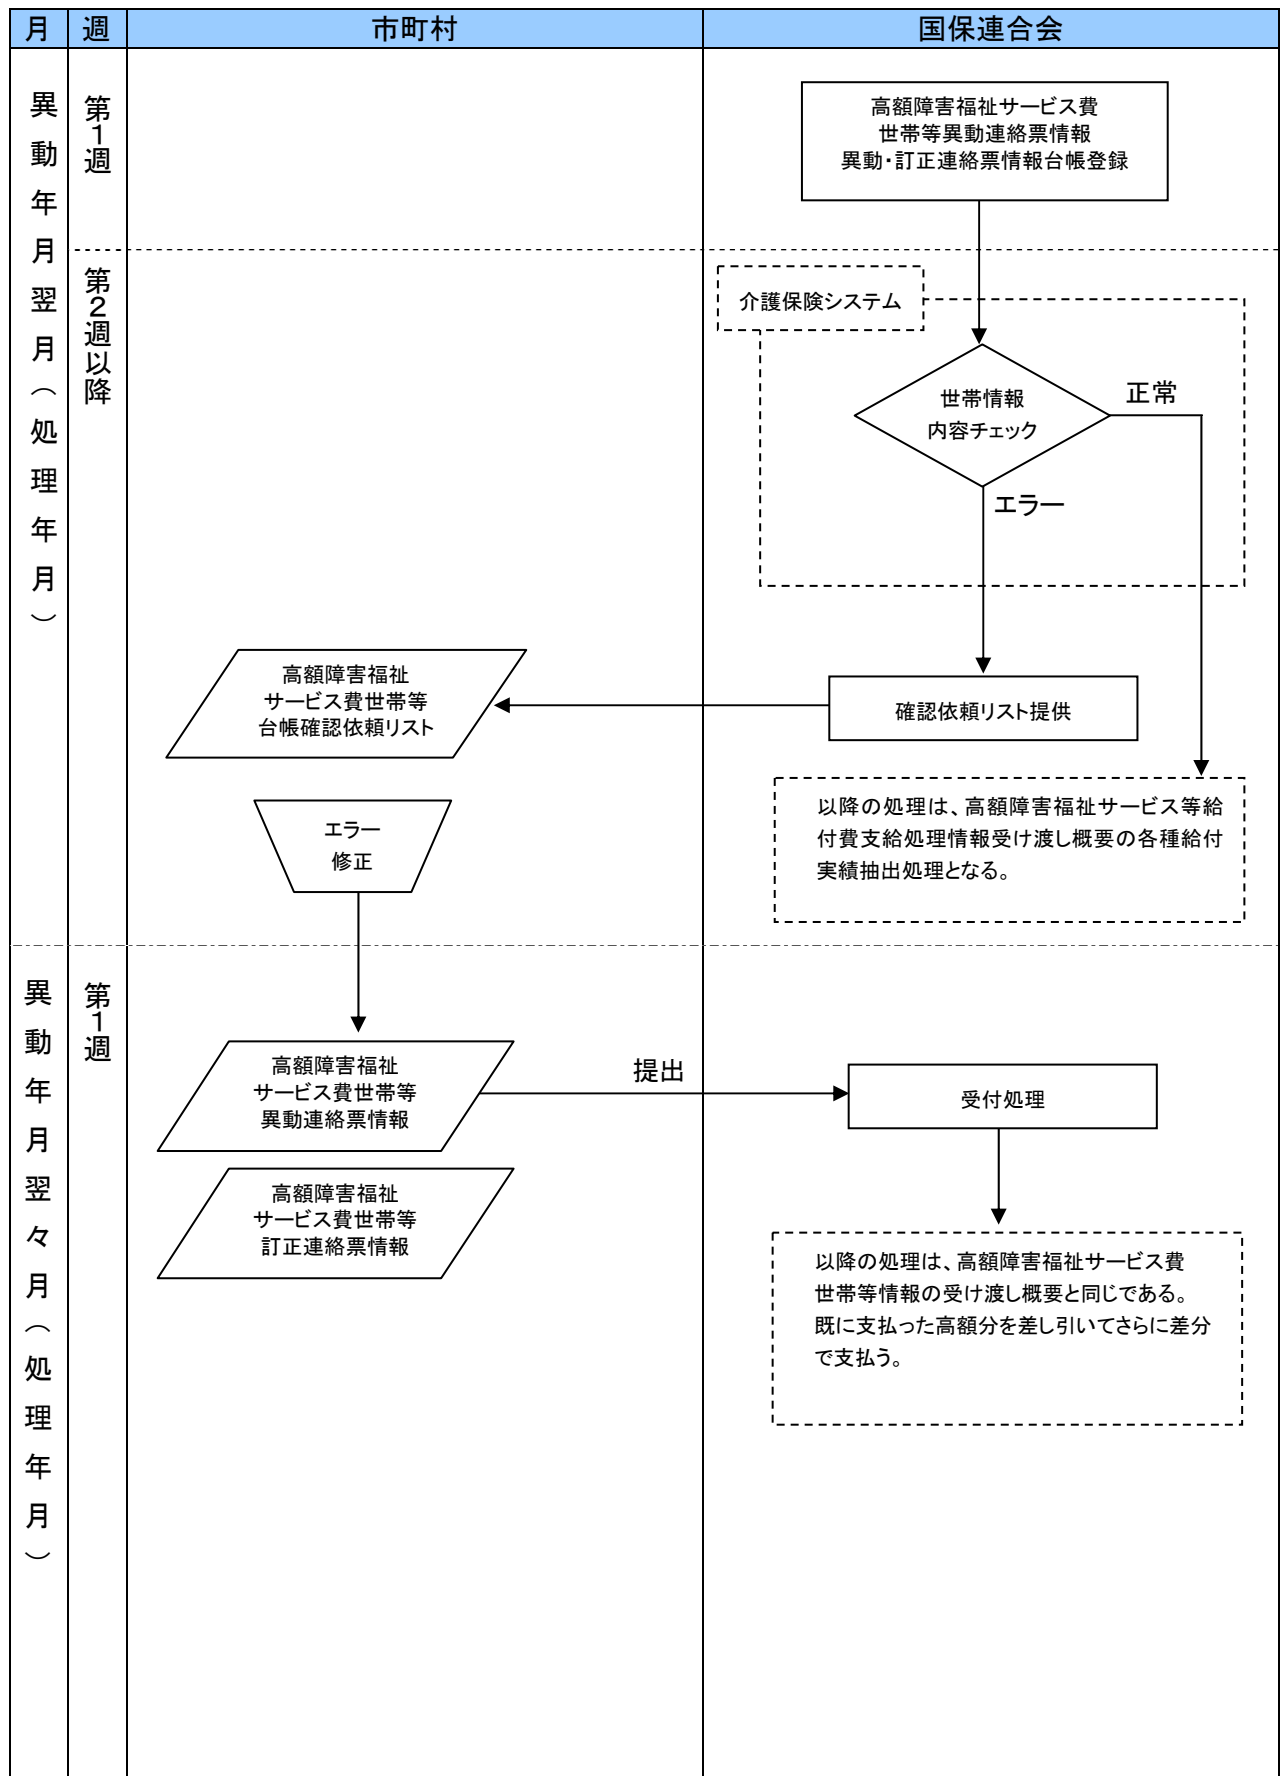 月 週 市町村 国保連合会
異動年月翌月（処理年月）
第1週
高額障害福祉サービス費
世帯等異動連絡票情報
異動・訂正連絡票情報台帳登録
第2週以降
介護保険システム
世帯情報
内容チェック
正常
エラー
高額障害福祉
サービス費世帯等
台帳確認依頼リスト
確認依頼リスト提供
エラー
修正
以降の処理は、高額障害福祉サービス等給
付費支給処理情報受け渡し概要の各種給付
実績抽出処理となる。
異動年月翌々月（処理年月）
第1週
高額障害福祉
サービス費世帯等
異動連絡票情報
提出
受付処理
高額障害福祉
サービス費世帯等
訂正連絡票情報
以降の処理は、高額障害福祉サービス費
世帯等情報の受け渡し概要と同じである。
既に支払った高額分を差し引いてさらに差分
で支払う。